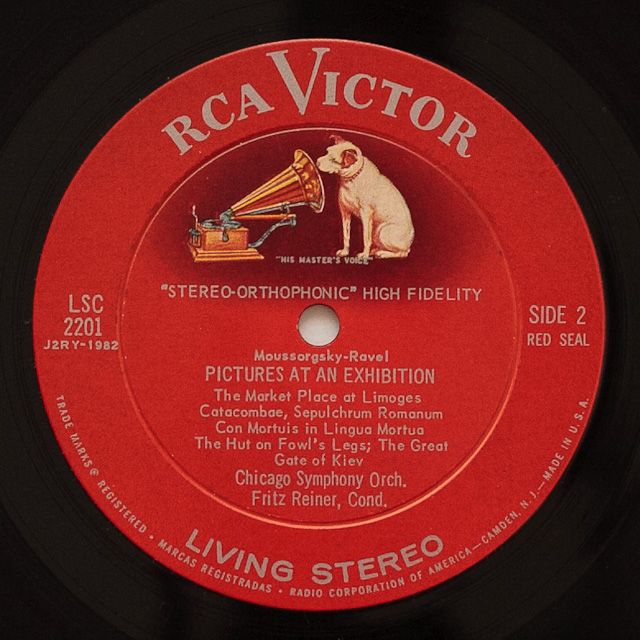 RCA VICTOR
"HIS MASTER'S VOICE"
"STEREO-ORTHOPHONIC" HIGH FIDELITY
LSC
2201
J2RY-1982
SIDE 2
RED SEAL
Moussorgsky-Ravel
PICTURES AT AN EXHIBITION
The Market Place at Limoges
Catacombae, Sepulchrum Romanum
Con Mortuis in Lingua Mortua
The Hut on Fowl's Legs; The Great
Gate of Kiev
Chicago Symphony Orch.
Fritz Reiner, Cond.
LIVING STEREO
TRADE MARKS ® REGISTERED • MARCAS REGISTRADAS • RADIO CORPORATION OF AMERICA—CAMDEN, N.J.—MADE IN U.S.A.